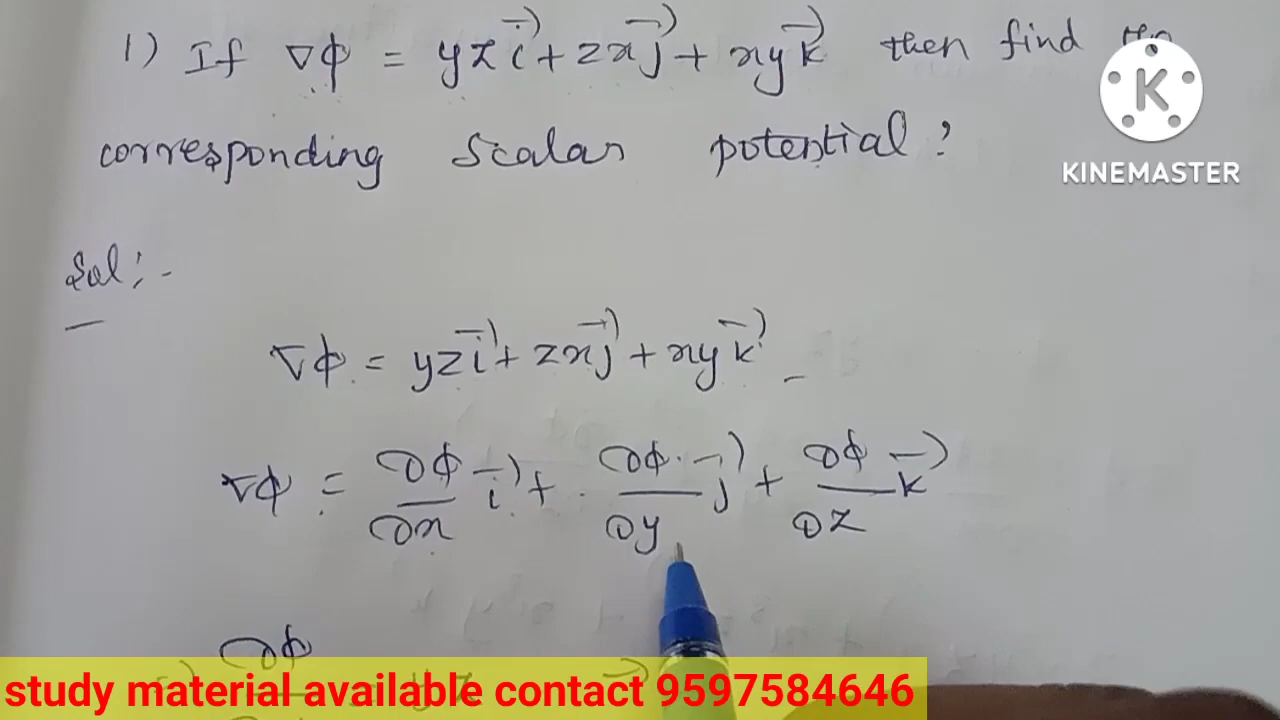 1) If ∇ϕ = yz i⃗ + zx j⃗ + xy k⃗ then find the
corresponding scalar potential?
KINEMASTER
Sol:-
∇ϕ = yz i⃗ + zx j⃗ + xy k⃗
∇ϕ = ∂ϕ/∂x i⃗ + ∂ϕ/∂y j⃗ + ∂ϕ/∂z k⃗
∂ϕ
study material available contact 9597584646